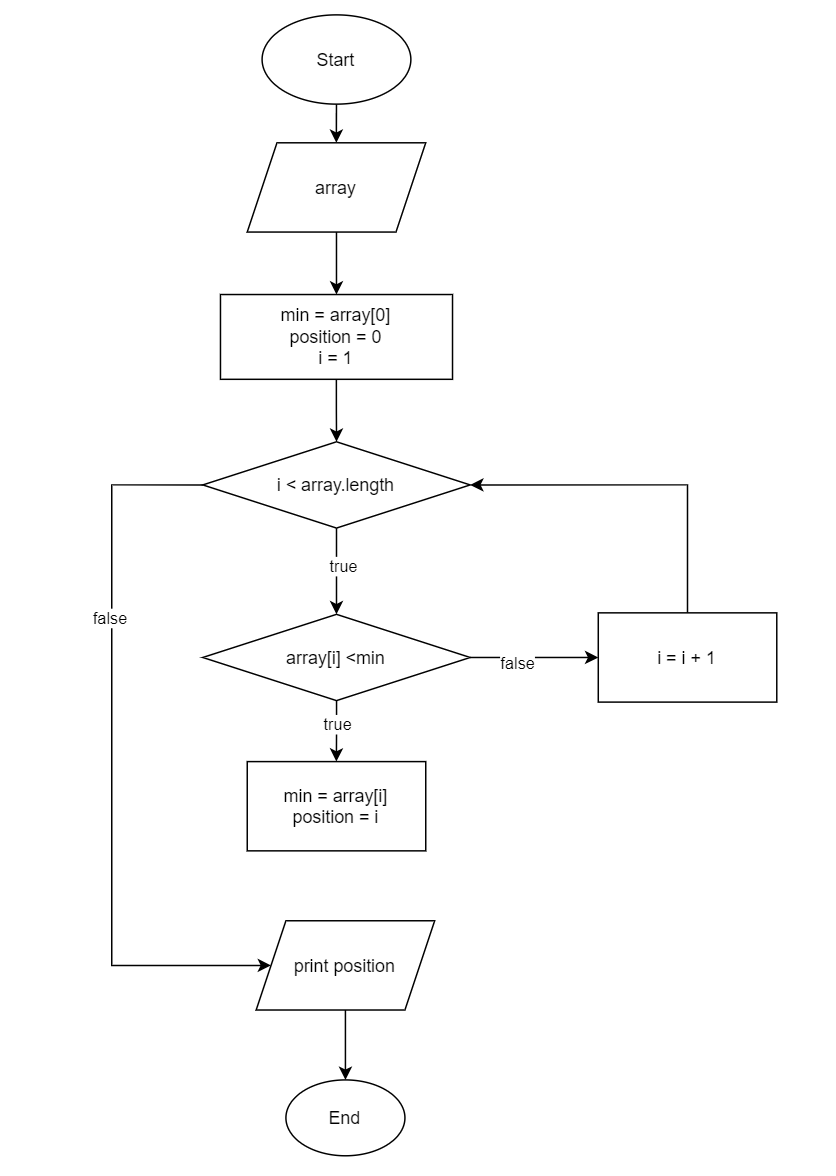 Start
array
min = array[0]
position = 0
i = 1
i < array.length
true
false
array[i] <min
false
i = i + 1
true
min = array[i]
position = i
print position
End